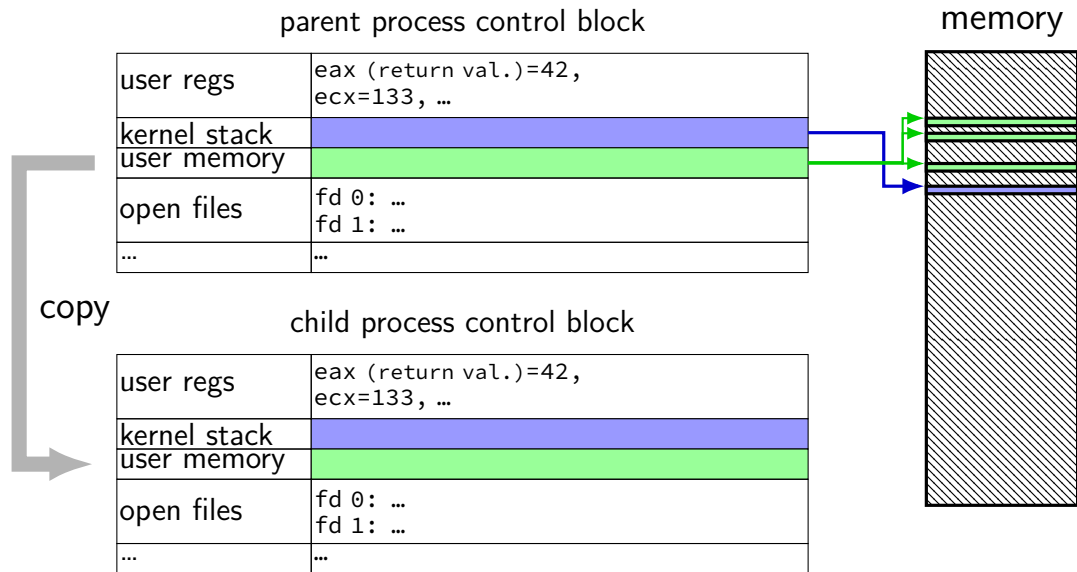 parent process control block
memory
user regs
eax (return val.)=42,
ecx=133, …
kernel stack
user memory
open files
fd 0: …
fd 1: …
…
…
copy
child process control block
user regs
eax (return val.)=42,
ecx=133, …
kernel stack
user memory
open files
fd 0: …
fd 1: …
…
…